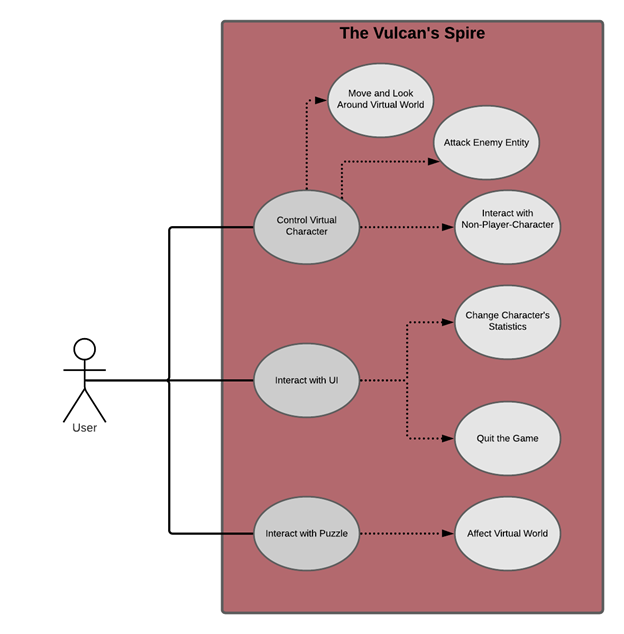 The Vulcan's Spire
Move and Look
Around Virtual World
Attack Enemy Entity
Control Virtual
Character
Interact with
Non-Player-Character
Change Character's
Statistics
Interact with UI
User
Quit the Game
Interact with Puzzle
Affect Virtual World